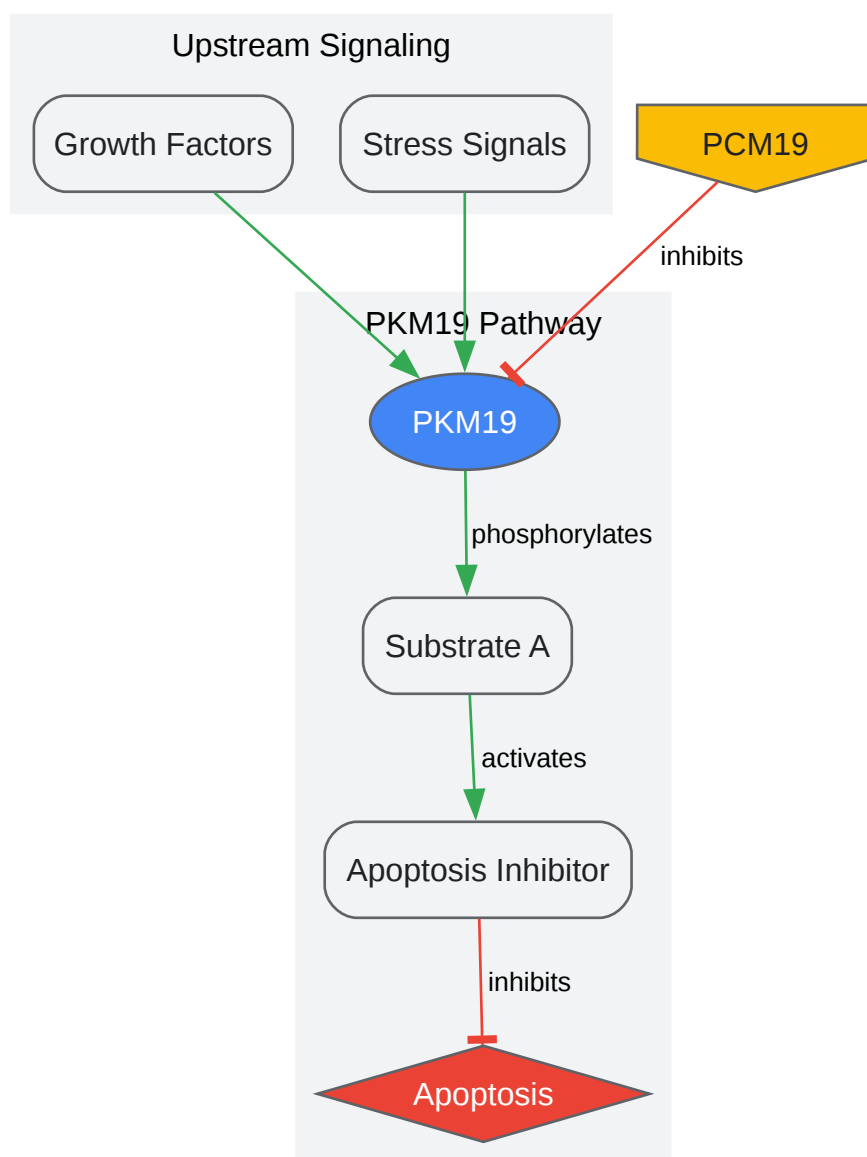 Upstream Signaling
Growth Factors
Stress Signals
PCM19
inhibits
PKM19 Pathway
PKM19
phosphorylates
Substrate A
activates
Apoptosis Inhibitor
inhibits
Apoptosis